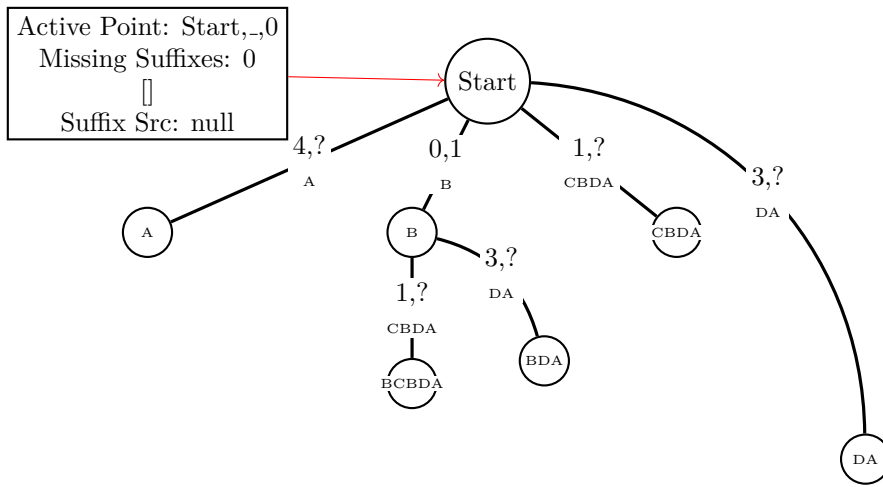 Active Point: Start,_,0
Missing Suffixes: 0
[]
Suffix Src: null
Start
4,?
A
0,1
B
1,?
CBDA
3,?
DA
A
B
CBDA
1,?
CBDA
3,?
DA
BCBDA
BDA
DA